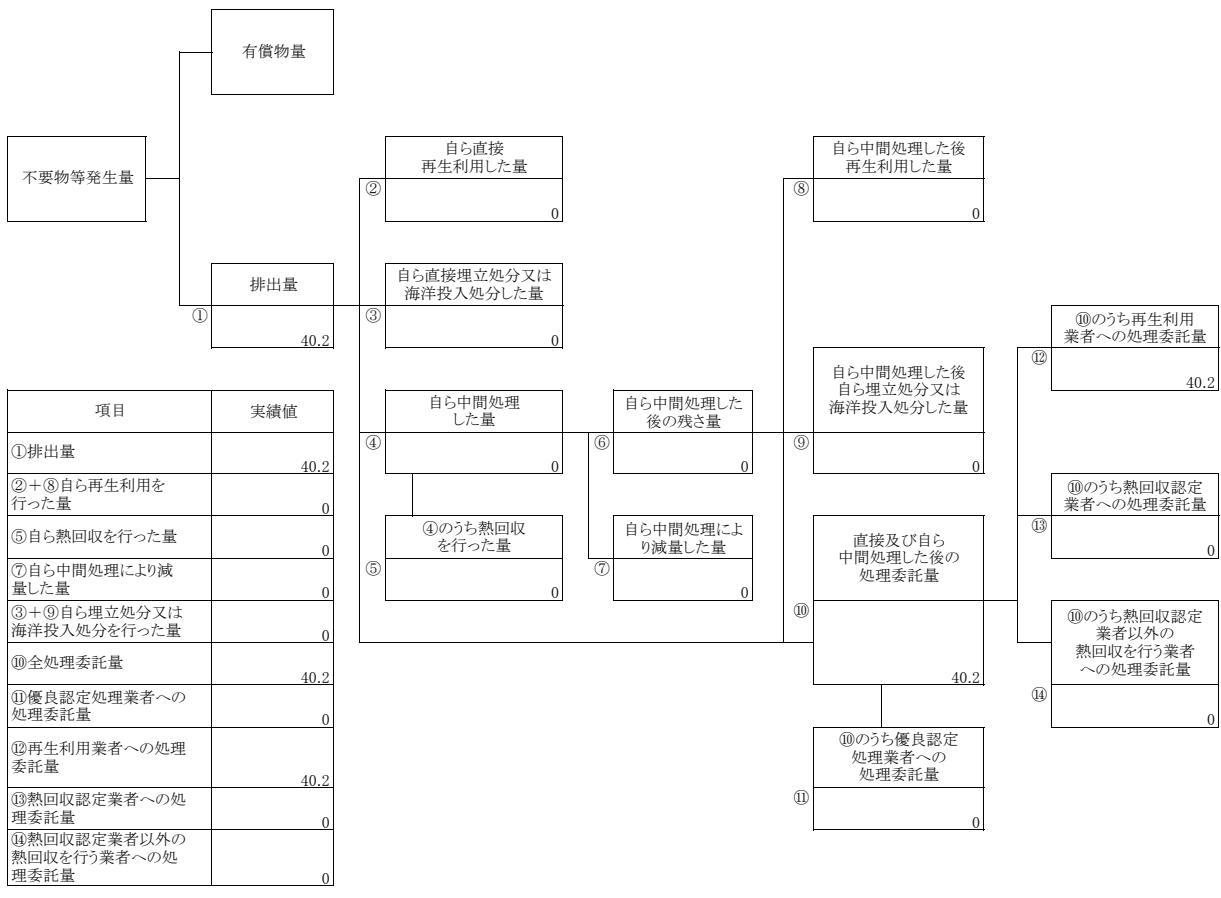 有償物量
不要物等発生量
自ら直接
再生利用した量
②
0
自ら中間処理した後
再生利用した量
⑧
0
排出量
①
40.2
自ら直接埋立処分又は
海洋投入処分した量
③
0
自ら中間処理
した量
④
0
自ら中間処理した
後の残さ量
⑥
0
自ら中間処理した後
自ら埋立処分又は
海洋投入処分した量
⑨
0
⑩のうち再生利用
業者への処理委託量
⑫
40.2
④のうち熱回収
を行った量
⑤
0
自ら中間処理によ
り減量した量
⑦
0
直接及び自ら
中間処理した後の
処理委託量
⑩
40.2
⑩のうち熱回収認定
業者への処理委託量
⑬
0
⑩のうち熱回収認定
業者以外の
熱回収を行う業者
への処理委託量
⑭
0
⑩のうち優良認定
処理業者への
処理委託量
⑪
0
項目 実績値
①排出量
40.2
②+⑧自ら再生利用を
行った量
0
⑤自ら熱回収を行った量
0
⑦自ら中間処理により減
量した量
0
③+⑨自ら埋立処分又は
海洋投入処分を行った量
0
⑩全処理委託量
40.2
⑪優良認定処理業者への
処理委託量
0
⑫再生利用業者への処理
委託量
40.2
⑬熱回収認定業者への処
理委託量
0
⑭熱回収認定業者以外の
熱回収を行う業者への処
理委託量
0